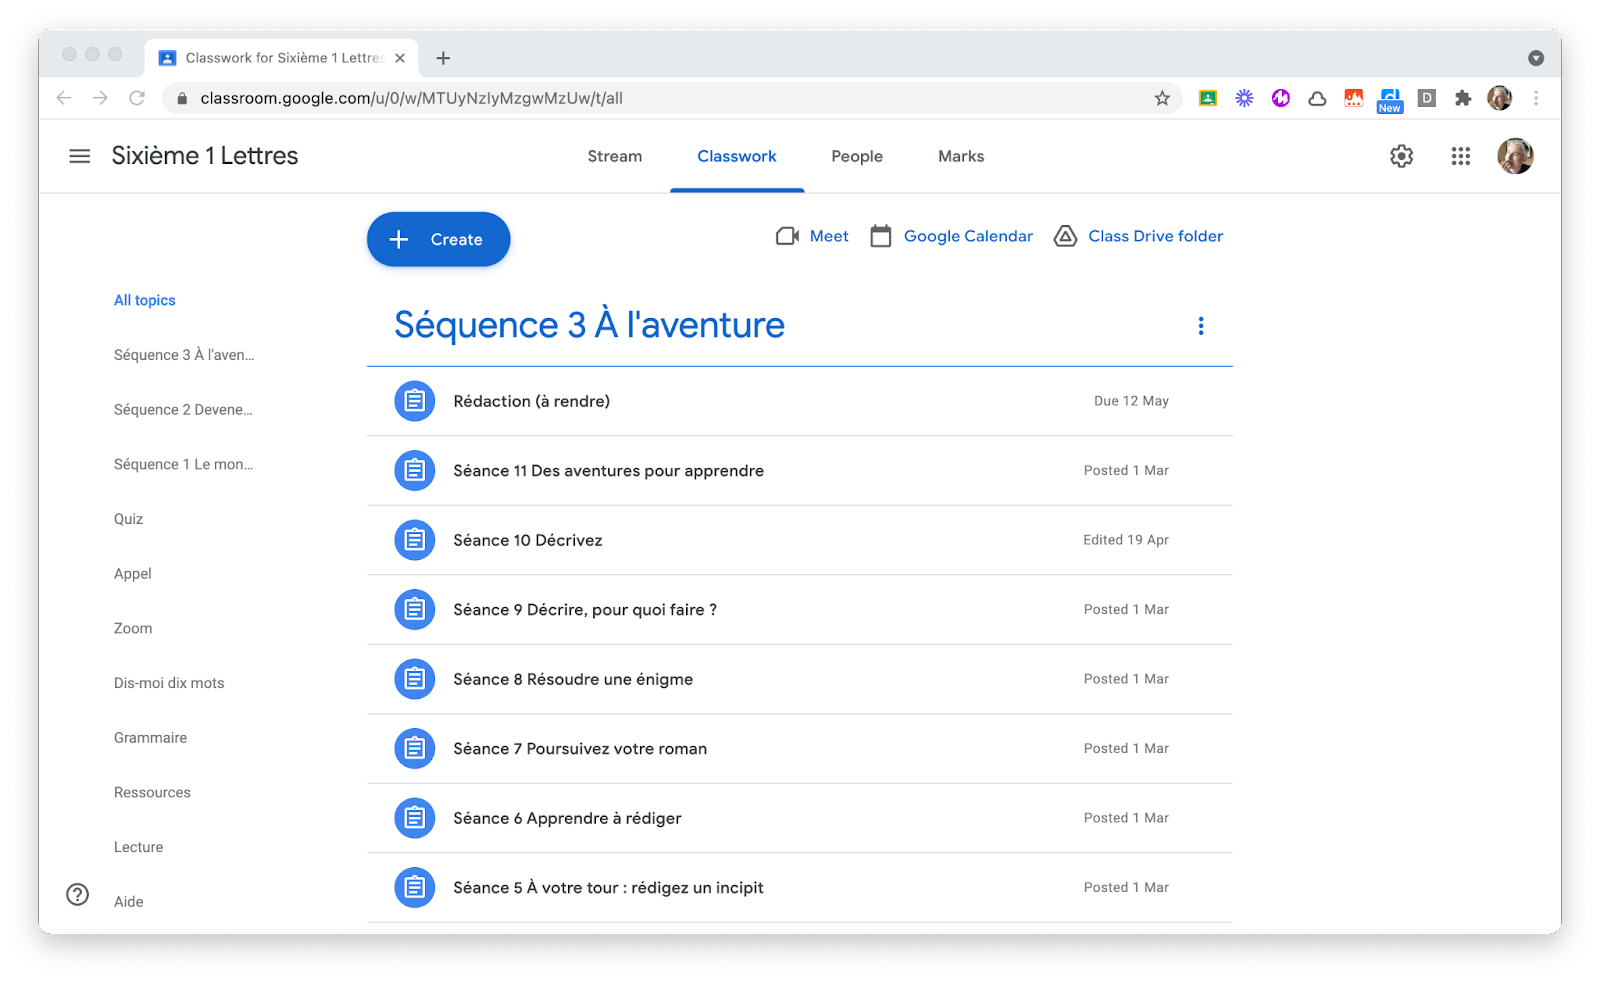 Classwork for Sixième 1 Lettres
classroom.google.com/u/0/w/MTUyNzIyMzgwMzUw/t/all
New
D
Sixième 1 Lettres
Stream
Classwork
People
Marks
Create
Meet
Google Calendar
Class Drive folder
All topics
Séquence 3 À l'aven...
Séquence 2 Devene...
Séquence 1 Le mon...
Quiz
Appel
Zoom
Dis-moi dix mots
Grammaire
Ressources
Lecture
Aide
Séquence 3 À l'aventure
Rédaction (à rendre)
Due 12 May
Séance 11 Des aventures pour apprendre
Posted 1 Mar
Séance 10 Décrivez
Edited 19 Apr
Séance 9 Décrire, pour quoi faire ?
Posted 1 Mar
Séance 8 Résoudre une énigme
Posted 1 Mar
Séance 7 Poursuivez votre roman
Posted 1 Mar
Séance 6 Apprendre à rédiger
Posted 1 Mar
Séance 5 À votre tour : rédigez un incipit
Posted 1 Mar